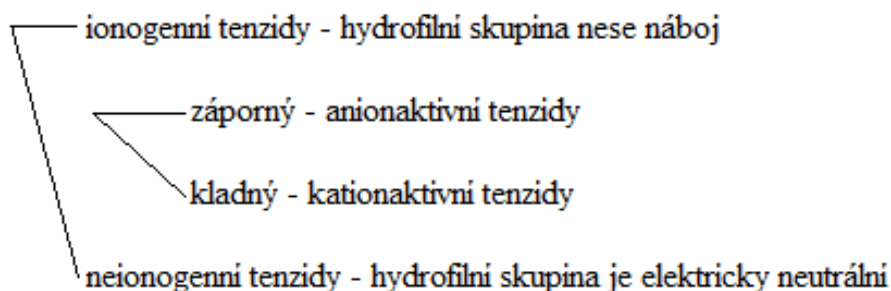 ionogenní tenzidy - hydrofilní skupina nese náboj
záporný - anionaktivní tenzidy
kladný - kationaktivní tenzidy
neionogenní tenzidy - hydrofilní skupina je elektricky neutrální